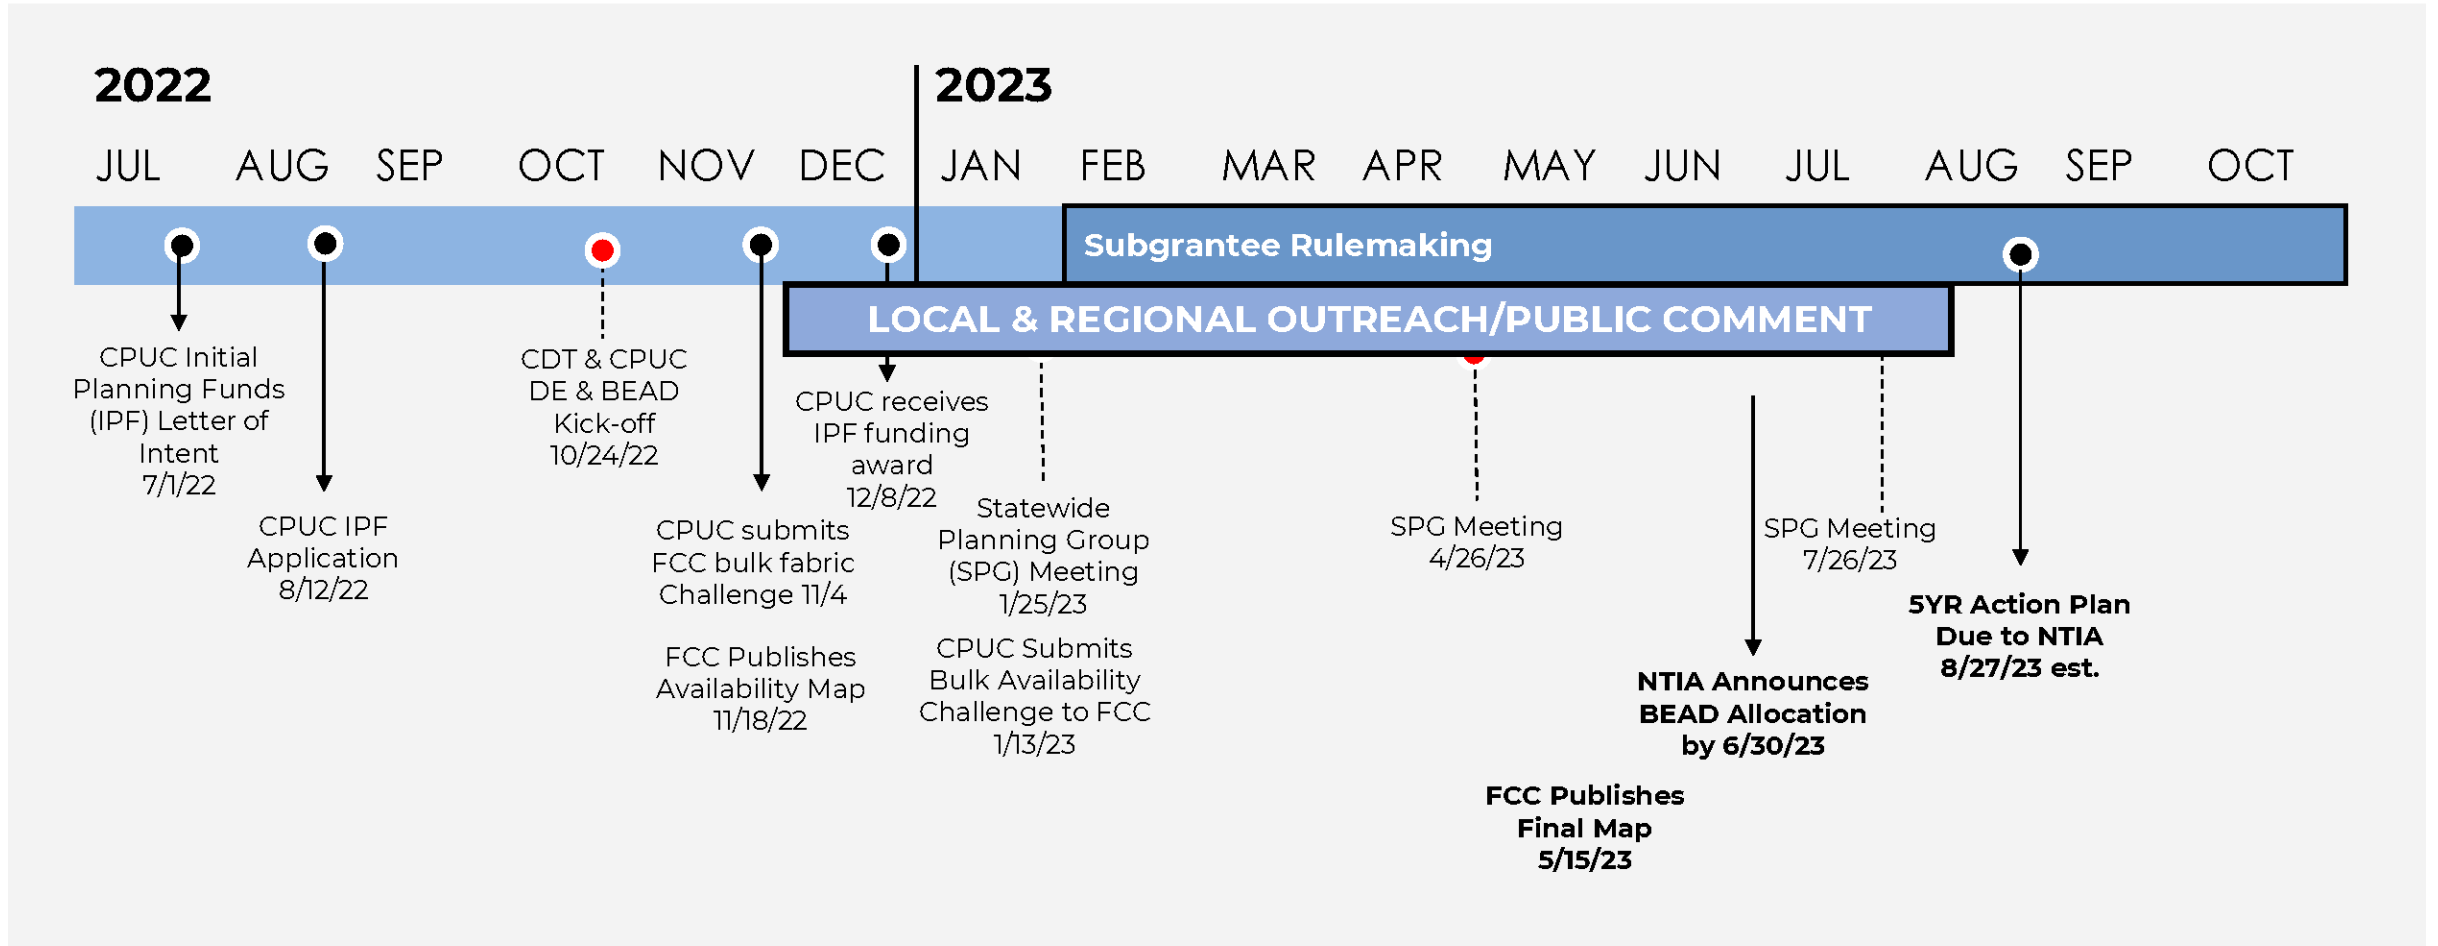 2022
2023
JUL
AUG
SEP
OCT
NOV
DEC
JAN
FEB
MAR
APR
MAY
JUN
JUL
AUG
SEP
OCT
Subgrantee Rulemaking
LOCAL & REGIONAL OUTREACH/PUBLIC COMMENT
CPUC Initial
Planning Funds
(IPF) Letter of
Intent
7/1/22
CPUC IPF
Application
8/12/22
CDT & CPUC
DE & BEAD
Kick-off
10/24/22
CPUC submits
FCC bulk fabric
Challenge 11/4
FCC Publishes
Availability Map
11/18/22
CPUC receives
IPF funding
award
12/8/22
Statewide
Planning Group
(SPG) Meeting
1/25/23
CPUC Submits
Bulk Availability
Challenge to FCC
1/13/23
SPG Meeting
4/26/23
FCC Publishes
Final Map
5/15/23
NTIA Announces
BEAD Allocation
by 6/30/23
SPG Meeting
7/26/23
5YR Action Plan
Due to NTIA
8/27/23 est.